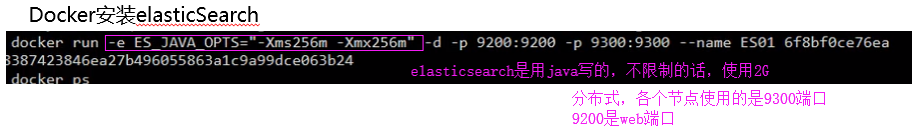 Docker安装elasticSearch
docker run -e ES_JAVA_OPTS="-Xms256m -Xmx256m" -d -p 9200:9200 -p 9300:9300 --name ES01 6f8bf0ce76ea
3387423846ea27b496055863a1c9a99dce063b24
elasticsearch是用java写的，不限制的话，使用2G
docker ps
分布式，各个节点使用的是9300端口
9200是web端口